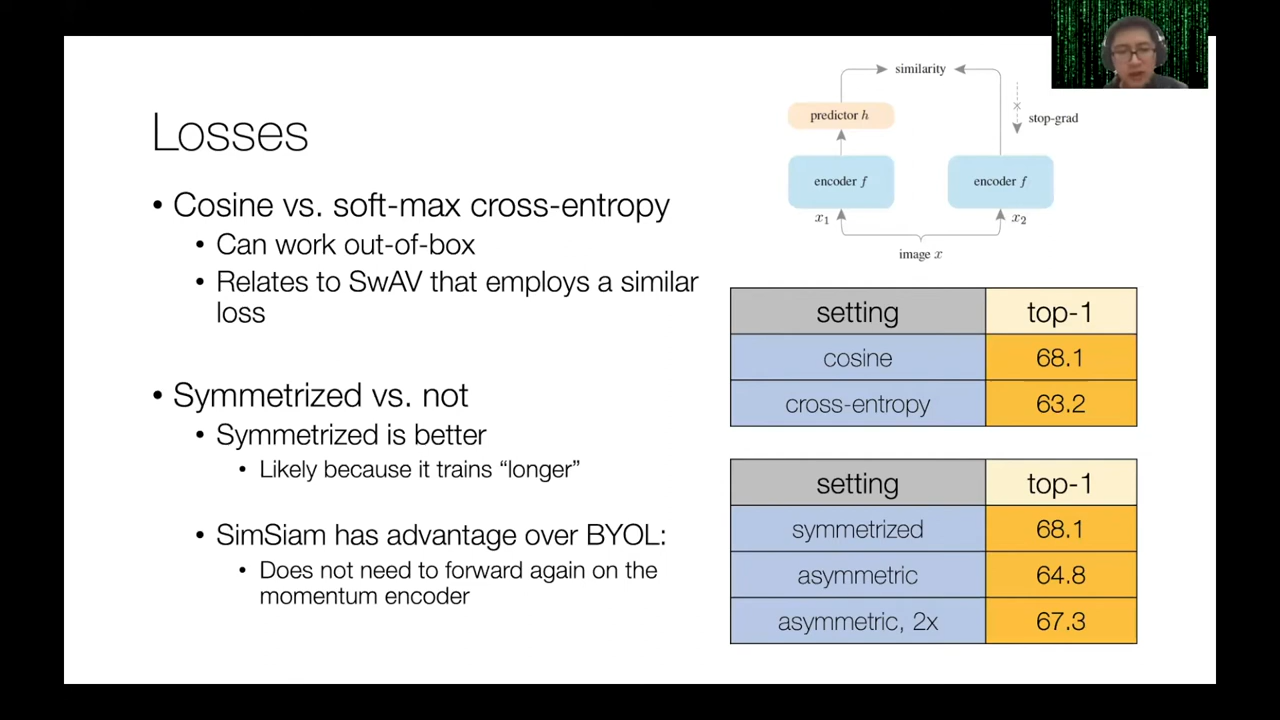 Losses
• Cosine vs. soft-max cross-entropy
• Can work out-of-box
• Relates to SwAV that employs a similar
loss
• Symmetrized vs. not
• Symmetrized is better
• Likely because it trains “longer”
• SimSiam has advantage over BYOL:
• Does not need to forward again on the
momentum encoder
similarity
predictor h
stop-grad
encoder f encoder f
x₁ x₂
image x
setting top-1
cosine 68.1
cross-entropy 63.2
setting top-1
symmetrized 68.1
asymmetric 64.8
asymmetric, 2x 67.3